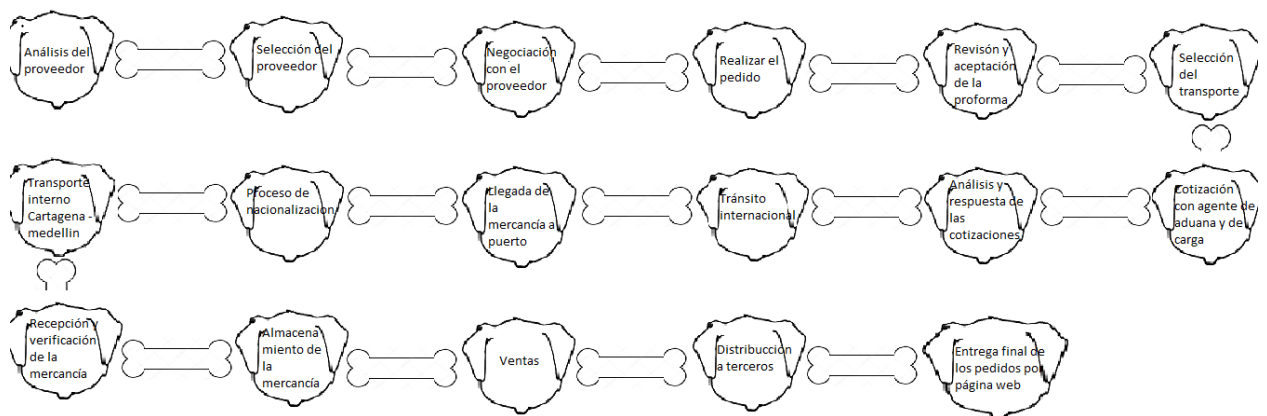 Análisis del
proveedor
Selección del
proveedor
Negociación
con el
proveedor
Realizar el
pedido
Revisón y
aceptación
de la
proforma
Selección
del
transporte
Cotización
con agente de
aduana y de
carga
Análisis y
respuesta de
las
cotizaciones
Tránsito
internacional
Llegada de
la
mercancía a
puerto
Proceso de
nacionalizacion
Transporte
interno
Cartagena -
medellin
Recepción y
verificación
de la
mercancía
Almacena
miento de
la
mercancía
Ventas
Distribucción
a terceros
Entrega final de
los pedidos por
página web